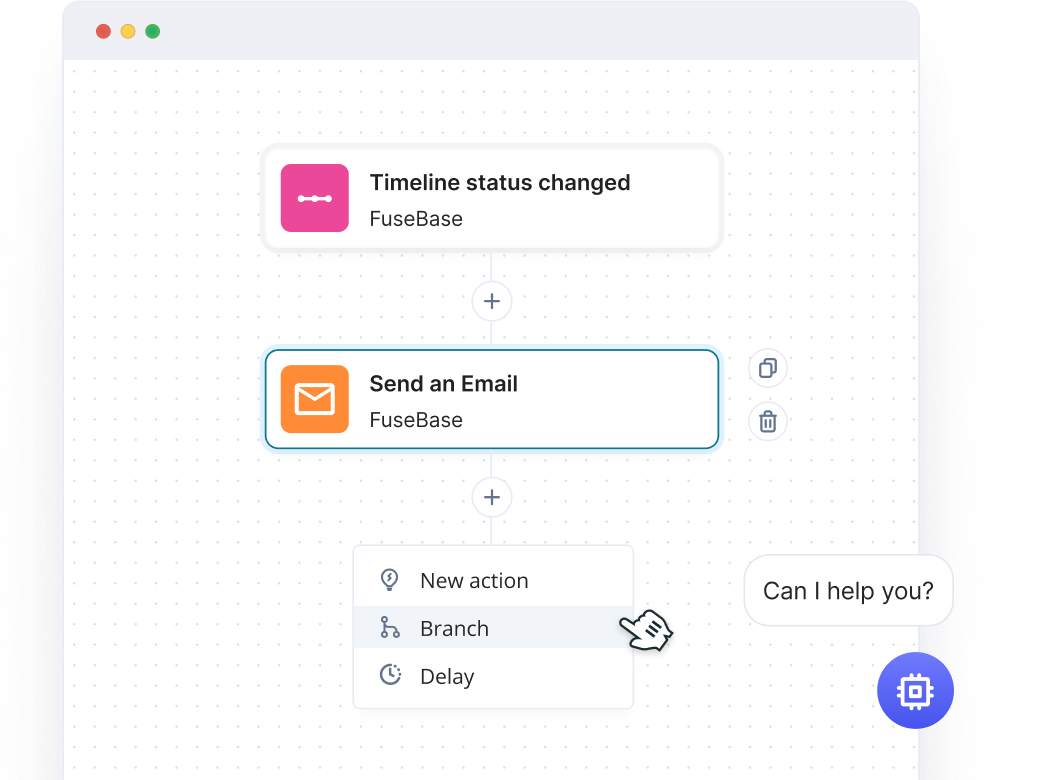 Timeline status changed
FuseBase
Send an Email
FuseBase
New action
Branch
Delay
Can I help you?